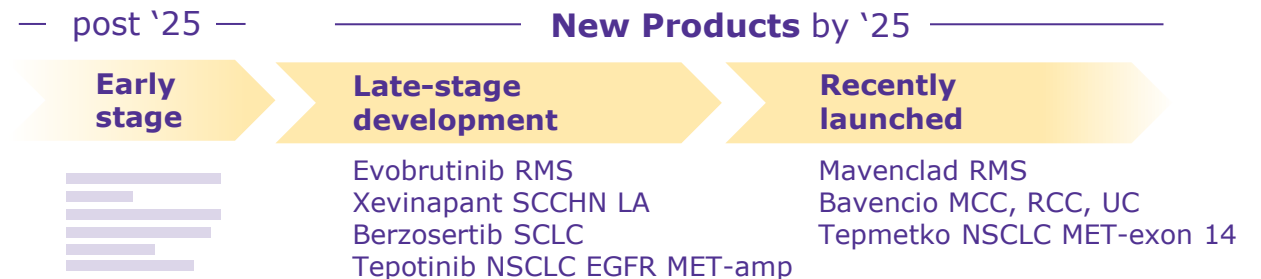 post ‘25
New Products by ‘25
Early
stage
Late-stage
development
Recently
launched
Evobrutinib RMS
Xevinapant SCCHN LA
Berzosertib SCLC
Tepotinib NSCLC EGFR MET-amp
Mavenclad RMS
Bavencio MCC, RCC, UC
Tepmetko NSCLC MET-exon 14